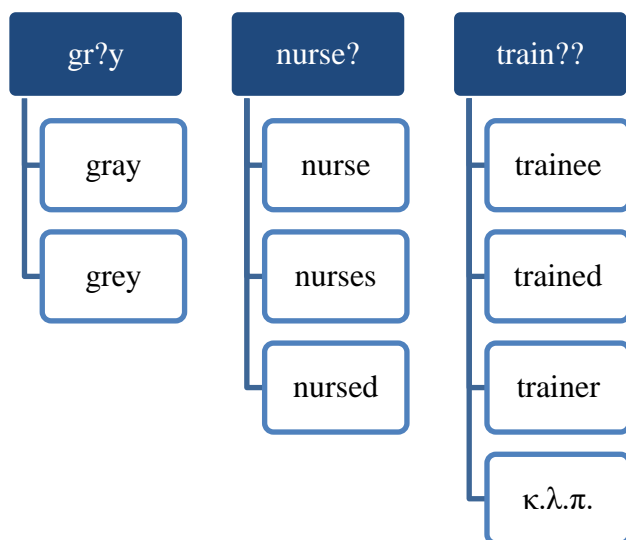 gr?y
gray
grey
nurse?
nurse
nurses
nursed
train??
trainee
trained
trainer
κ.λ.π.